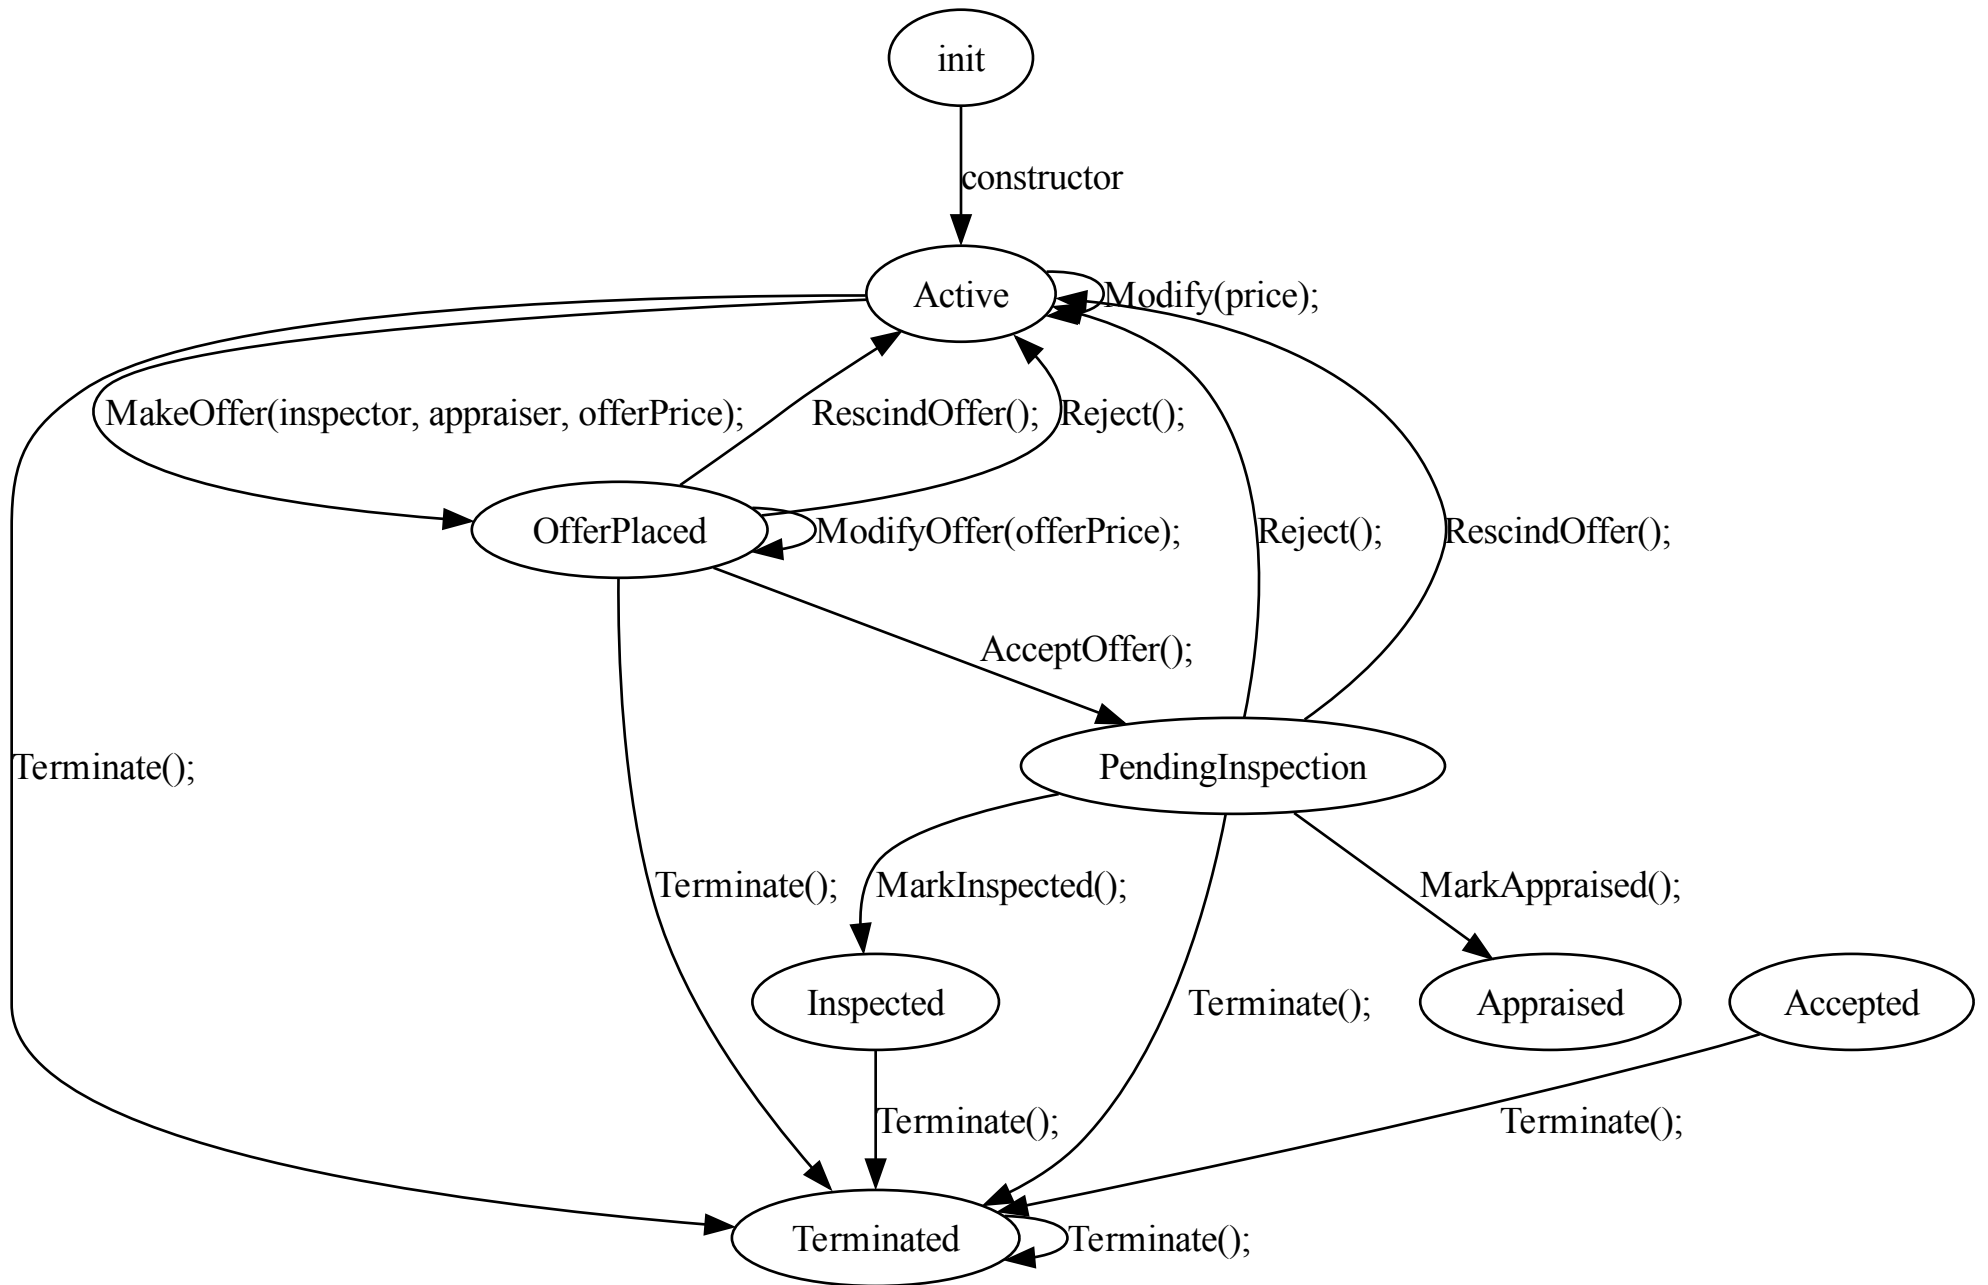 init
constructor
Active
Modify(price);
MakeOffer(inspector, appraiser, offerPrice);
RescindOffer();
Reject();
OfferPlaced
ModifyOffer(offerPrice);
Reject();
RescindOffer();
AcceptOffer();
Terminate();
PendingInspection
Terminate();
MarkInspected();
MarkAppraised();
Inspected
Terminate();
Appraised
Accepted
Terminate();
Terminate();
Terminated
Terminate();